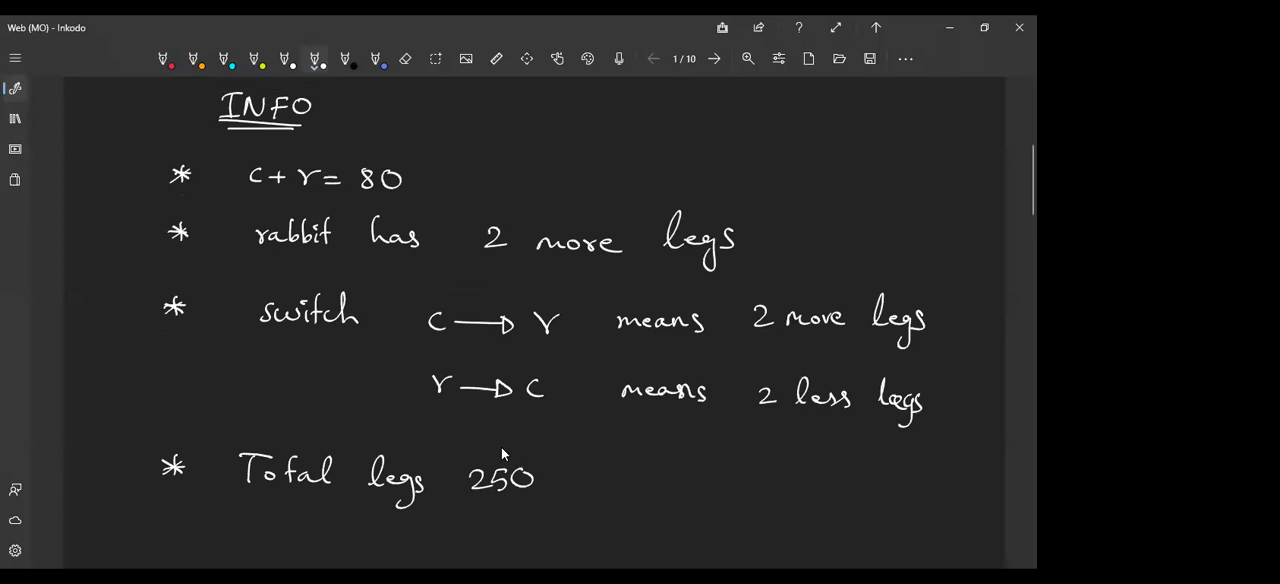 Web (MO) - Inkodo
1 / 10
INFO
* c + r = 80
* rabbit has 2 more legs
* switch c → r means 2 more legs
r → c means 2 less legs
* Total legs 250